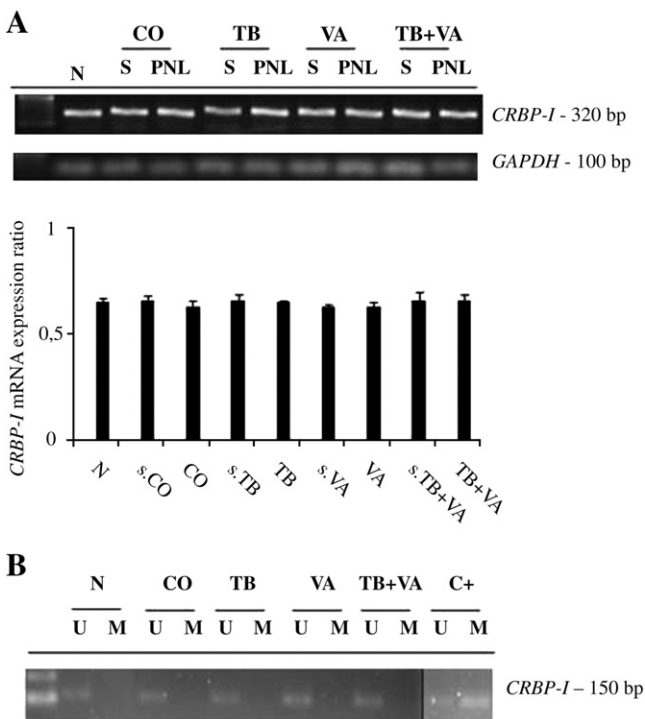 A
CO TB VA TB+VA
N S PNL S PNL S PNL S PNL
CRBP-I - 320 bp
GAPDH - 100 bp
CRBP-I mRNA expression ratio
1
0,5
0
N s.CO CO s.TB TB s.VA VA s.TB+VA TB+VA
B
N CO TB VA TB+VA C+
U M U M U M U M U M U M
CRBP-I – 150 bp